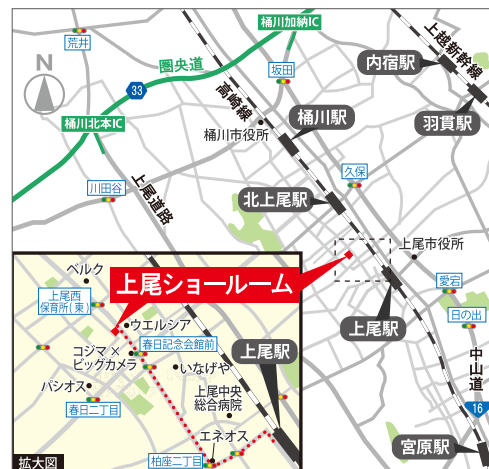 桶川加納IC
荒井
上越新幹線
N
圏央道
内宿駅
坂田
33
高崎線
羽貫駅
桶川北本IC
桶川駅
桶川市役所
久保
川田谷
上尾道路
北上尾駅
上尾市役所
ベルク
上尾ショールーム
愛宕
上尾西
保育所(東)
ウエルシア
日の出
上尾駅
春日記念会館前
コジマ×
ビッグカメラ
上尾駅
いなげや
中山道
パシオス
上尾中央
総合病院
春日二丁目
16
エネオス
宮原駅
柏座二丁目
拡大図